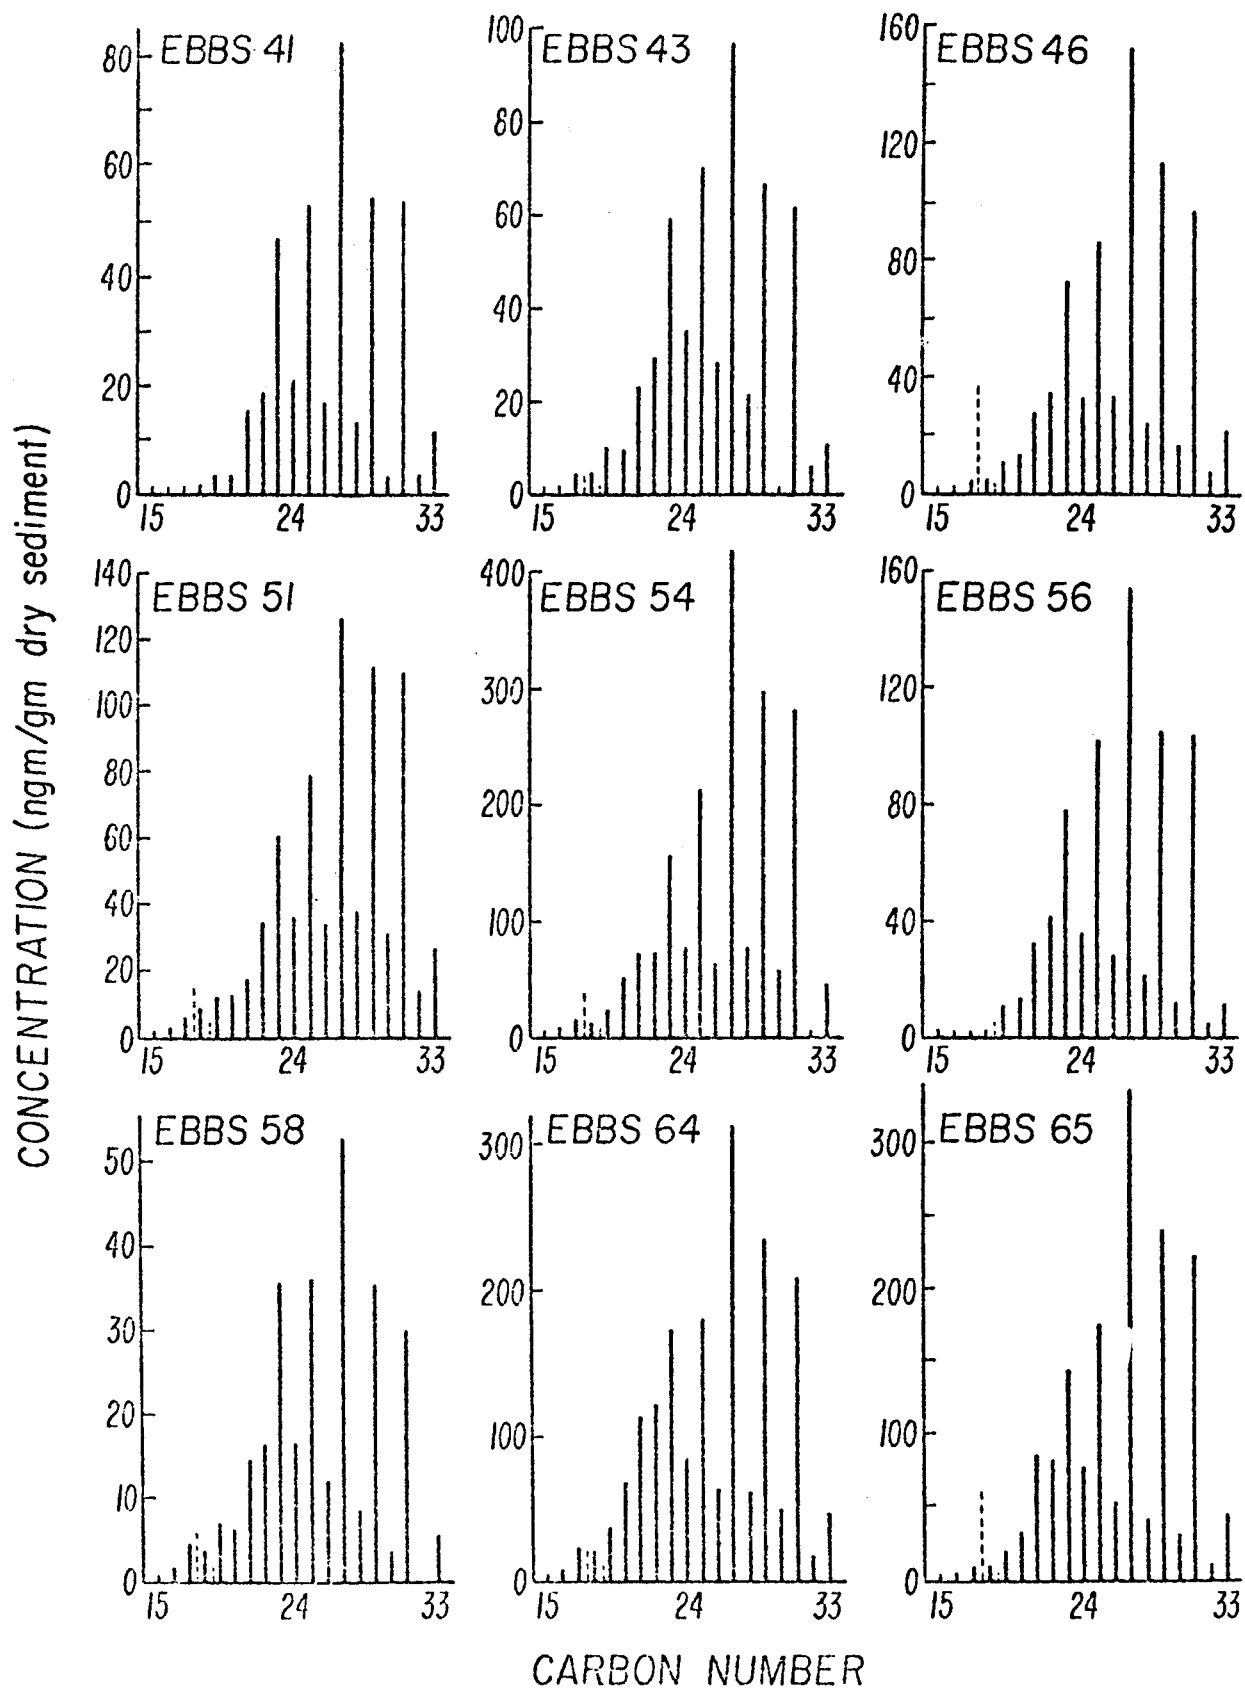 CONCENTRATION (ngm/gm dry sediment)
EBBS 41
80
60
40
20
0
15 24 33
EBBS 43
100
80
60
40
20
0
15 24 33
EBBS 46
160
120
80
40
0
15 24 33
EBBS 51
140
120
100
80
60
40
20
0
15 24 33
EBBS 54
400
300
200
100
0
15 24 33
EBBS 56
160
120
80
40
0
15 24 33
EBBS 58
50
40
30
20
10
0
15 24 33
EBBS 64
300
200
100
0
15 24 33
EBBS 65
300
200
100
0
15 24 33
CARBON NUMBER